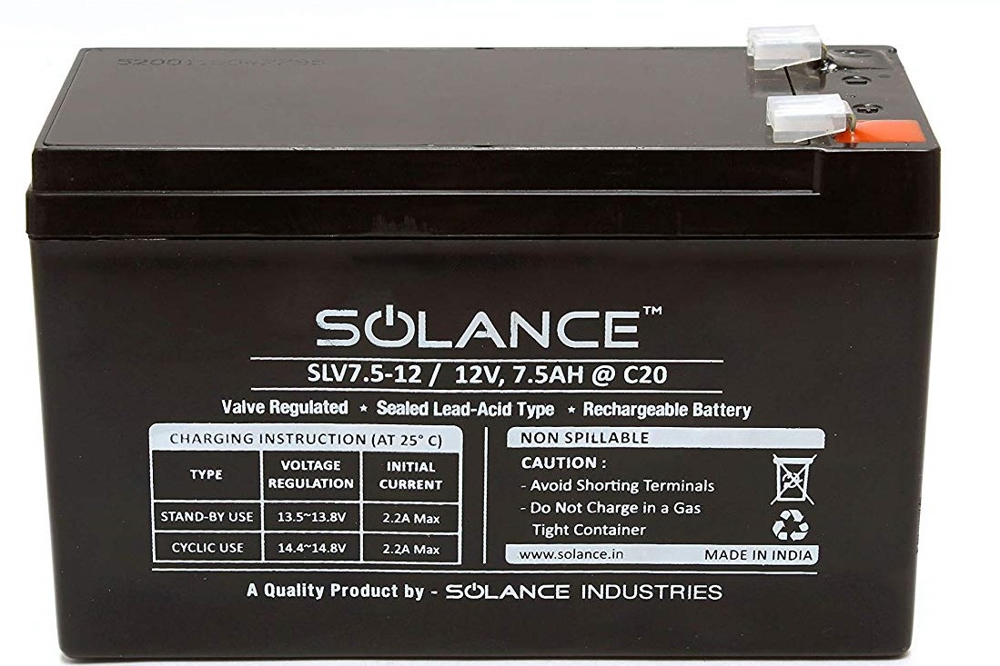 SOLANCE™
SLV7.5-12 / 12V, 7.5AH @ C20
Valve Regulated ⋆ Sealed Lead-Acid Type ⋆ Rechargeable Battery
CHARGING INSTRUCTION (AT 25° C)
TYPE VOLTAGE REGULATION INITIAL CURRENT
STAND-BY USE 13.5~13.8V 2.2A Max
CYCLIC USE 14.4~14.8V 2.2A Max
NON SPILLABLE
CAUTION :
- Avoid Shorting Terminals
- Do Not Charge in a Gas
Tight Container
www.solance.in MADE IN INDIA
A Quality Product by - SOLANCE INDUSTRIES